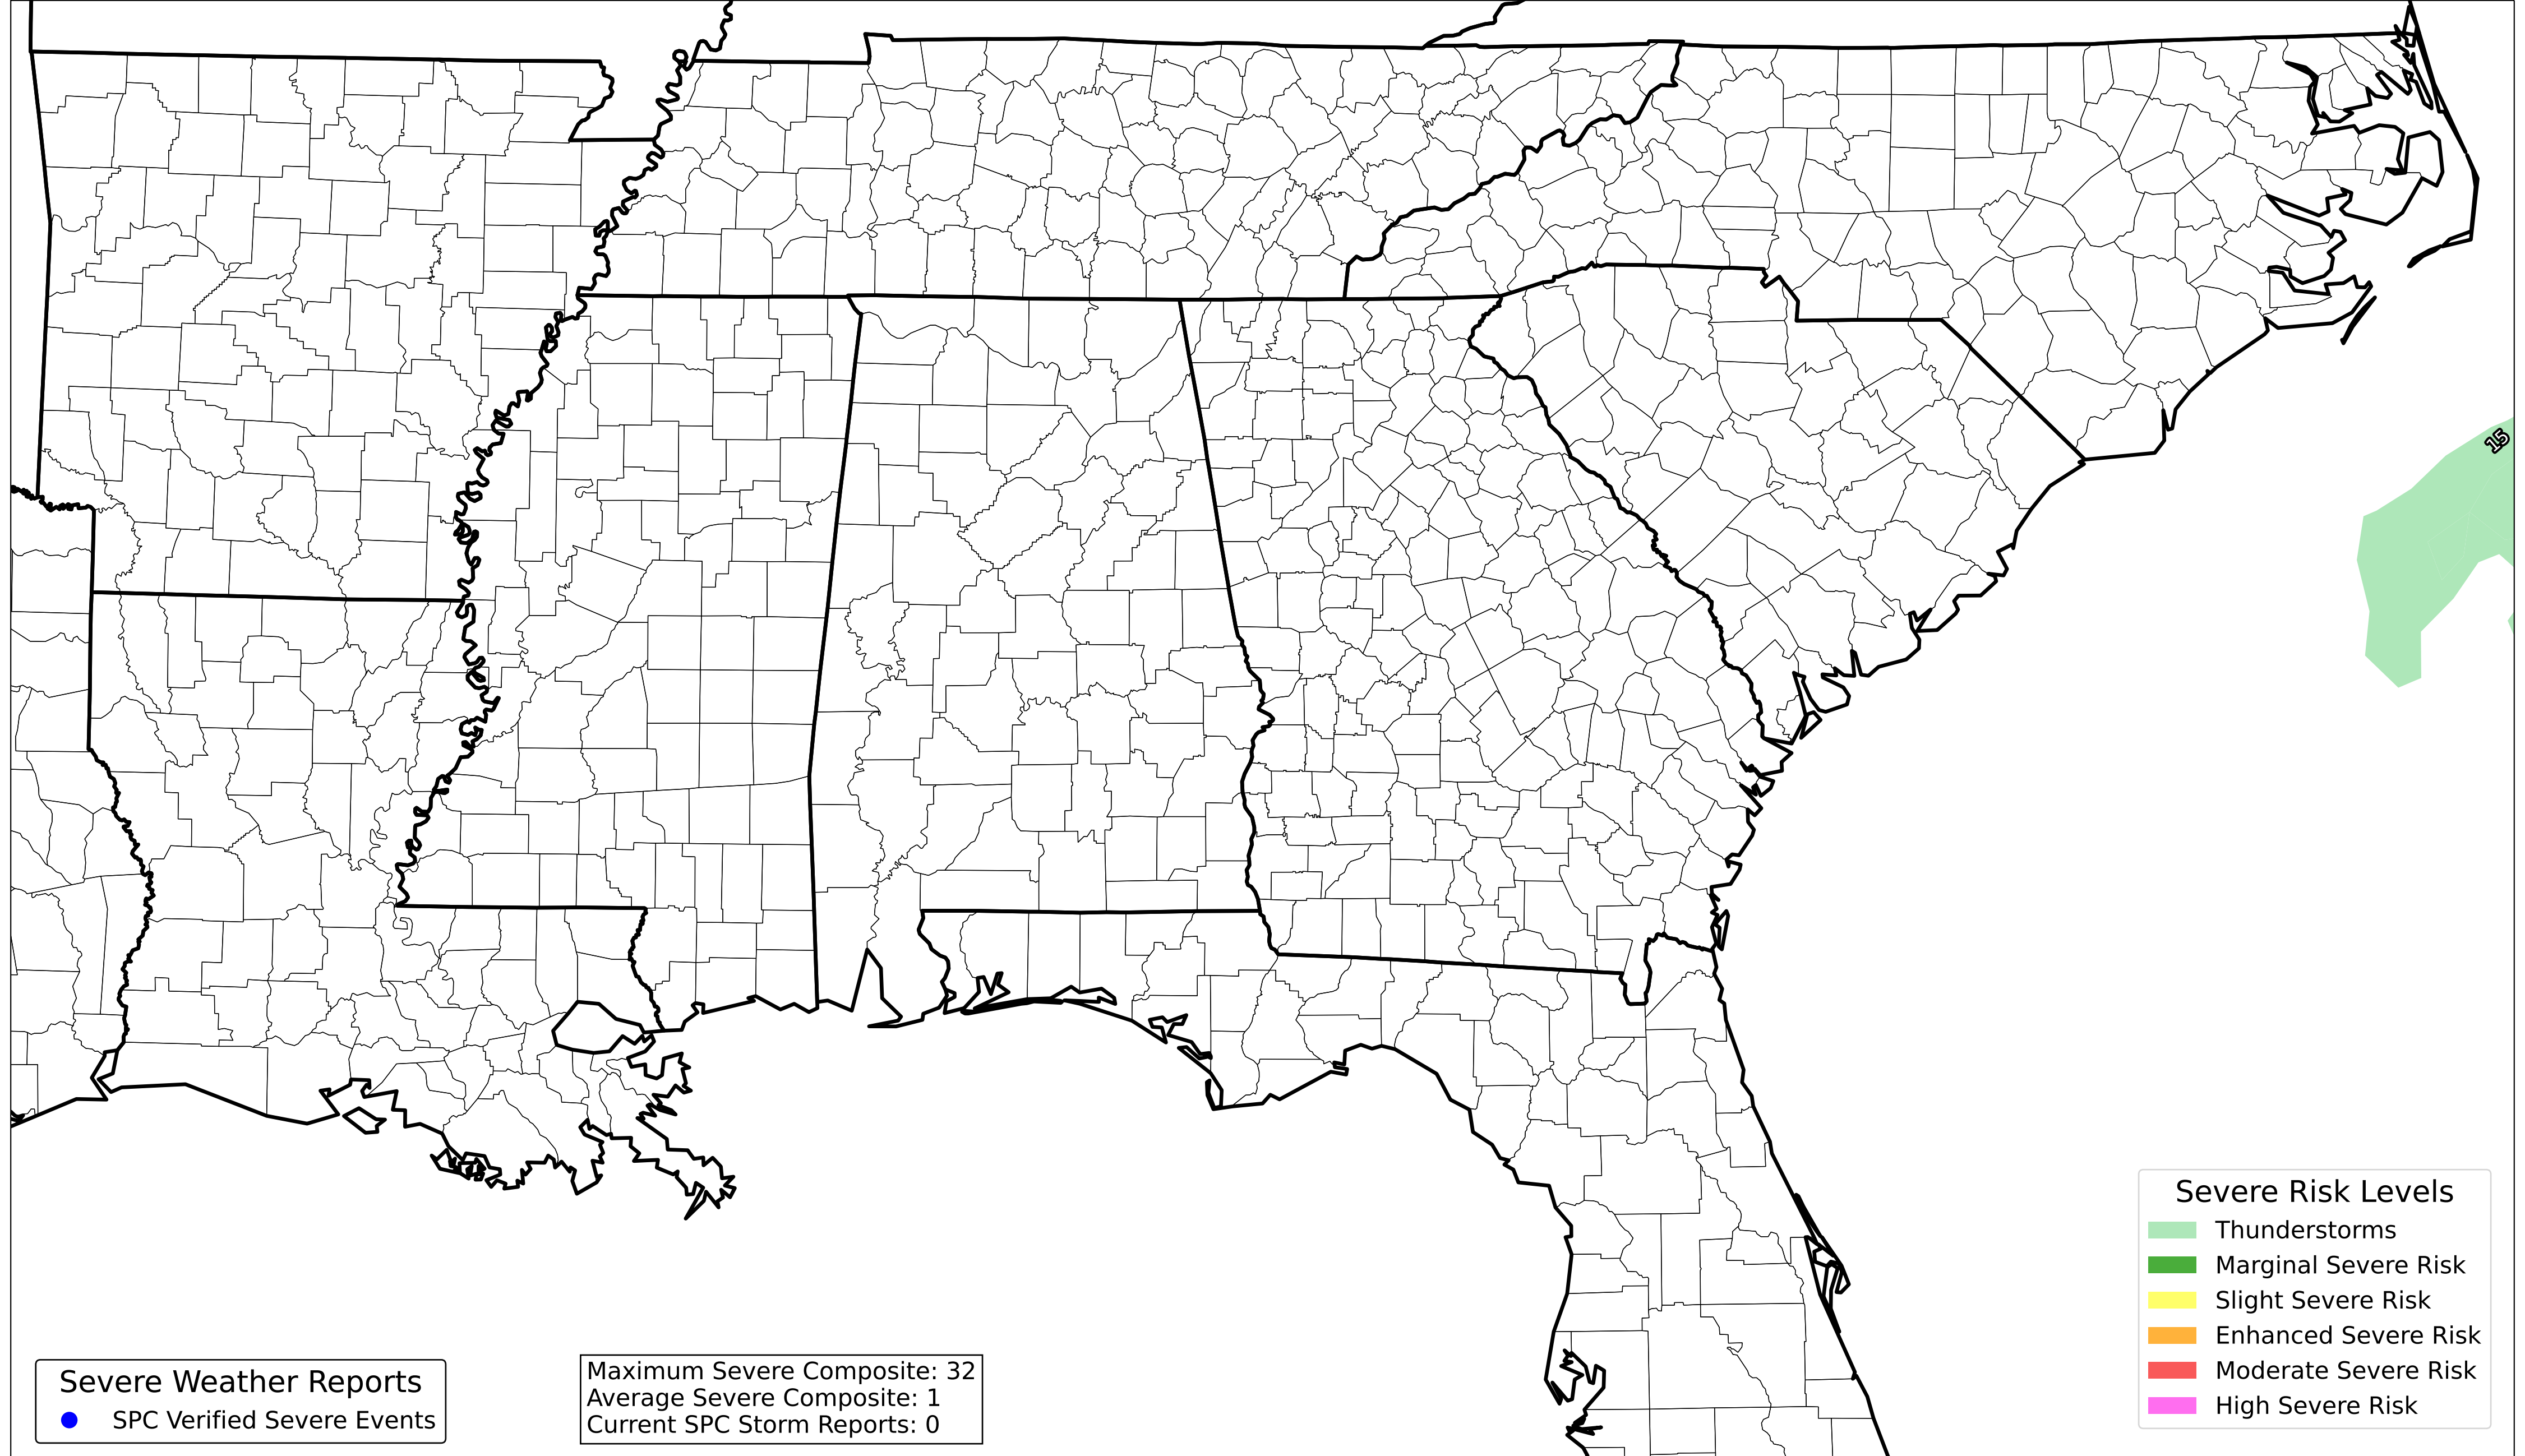 15
Severe Risk Levels
Thunderstorms
Marginal Severe Risk
Slight Severe Risk
Enhanced Severe Risk
Moderate Severe Risk
High Severe Risk
Severe Weather Reports
SPC Verified Severe Events
Maximum Severe Composite: 32
Average Severe Composite: 1
Current SPC Storm Reports: 0